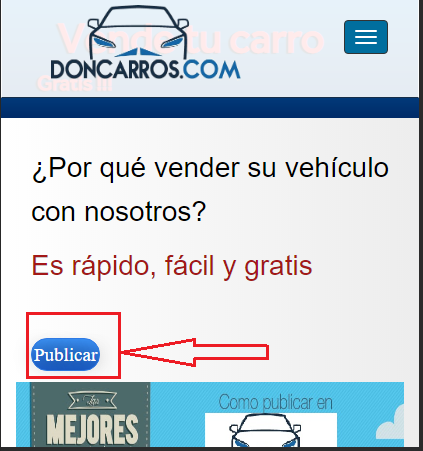 Vende tu carro
DONCARROS.COM
Gratis !!!
¿Por qué vender su vehículo
con nosotros?
Es rápido, fácil y gratis
Publicar
MEJORES
Como publicar en